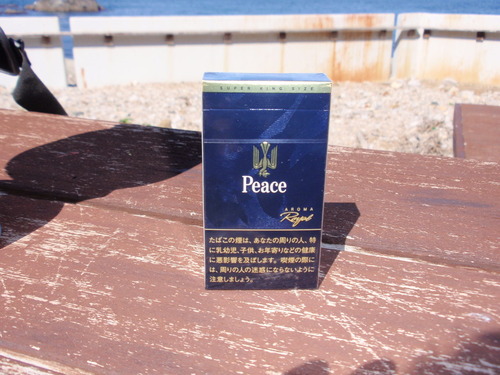 SUPER KING SIZE
Peace
AROMA
Royal
たばこの煙は、あなたの周りの人、特
に乳幼児、子供、お年寄りなどの健康
に悪影響を及ぼします。喫煙の際に
は、周りの人の迷惑にならないように
注意しましょう。